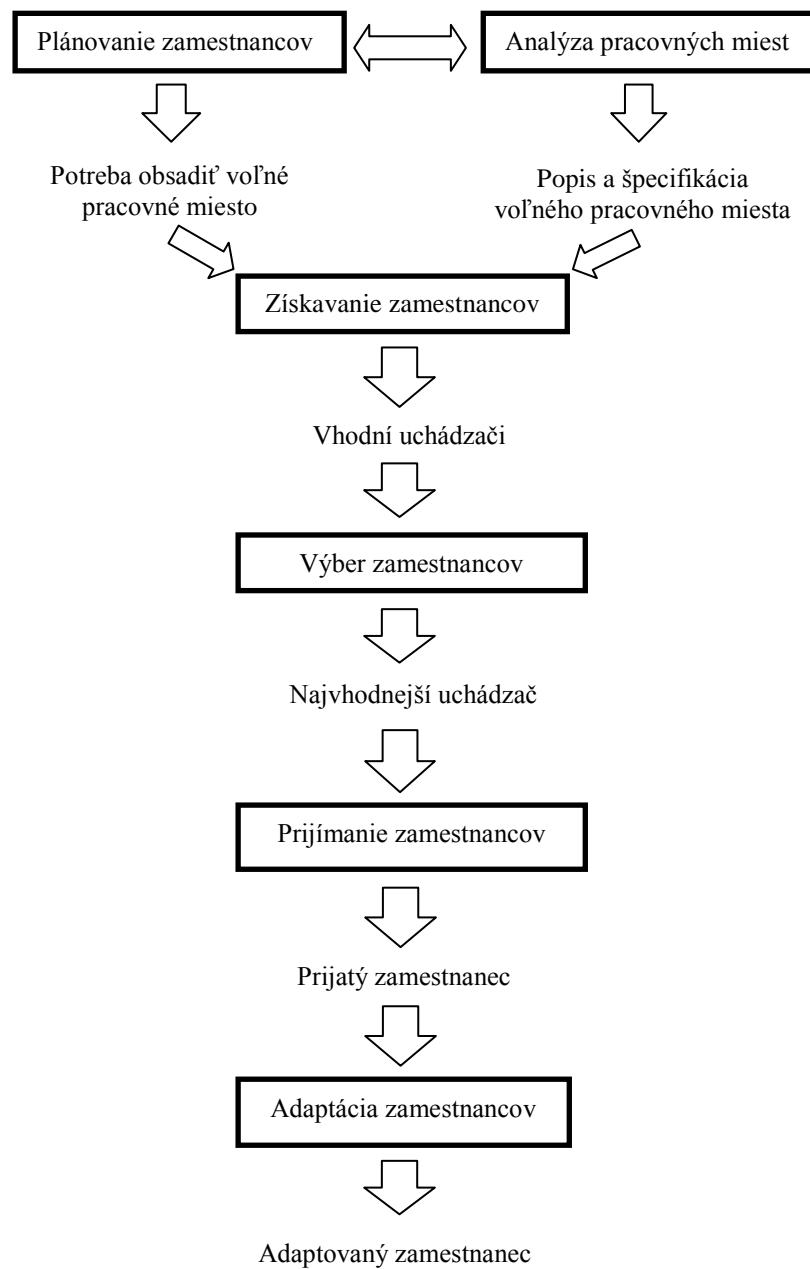 Plánovanie zamestnancov
Analýza pracovných miest
Potreba obsadiť voľné
pracovné miesto
Popis a špecifikácia
voľného pracovného miesta
Získavanie zamestnancov
Vhodní uchádzači
Výber zamestnancov
Najvhodnejší uchádzač
Prijímanie zamestnancov
Prijatý zamestnanec
Adaptácia zamestnancov
Adaptovaný zamestnanec